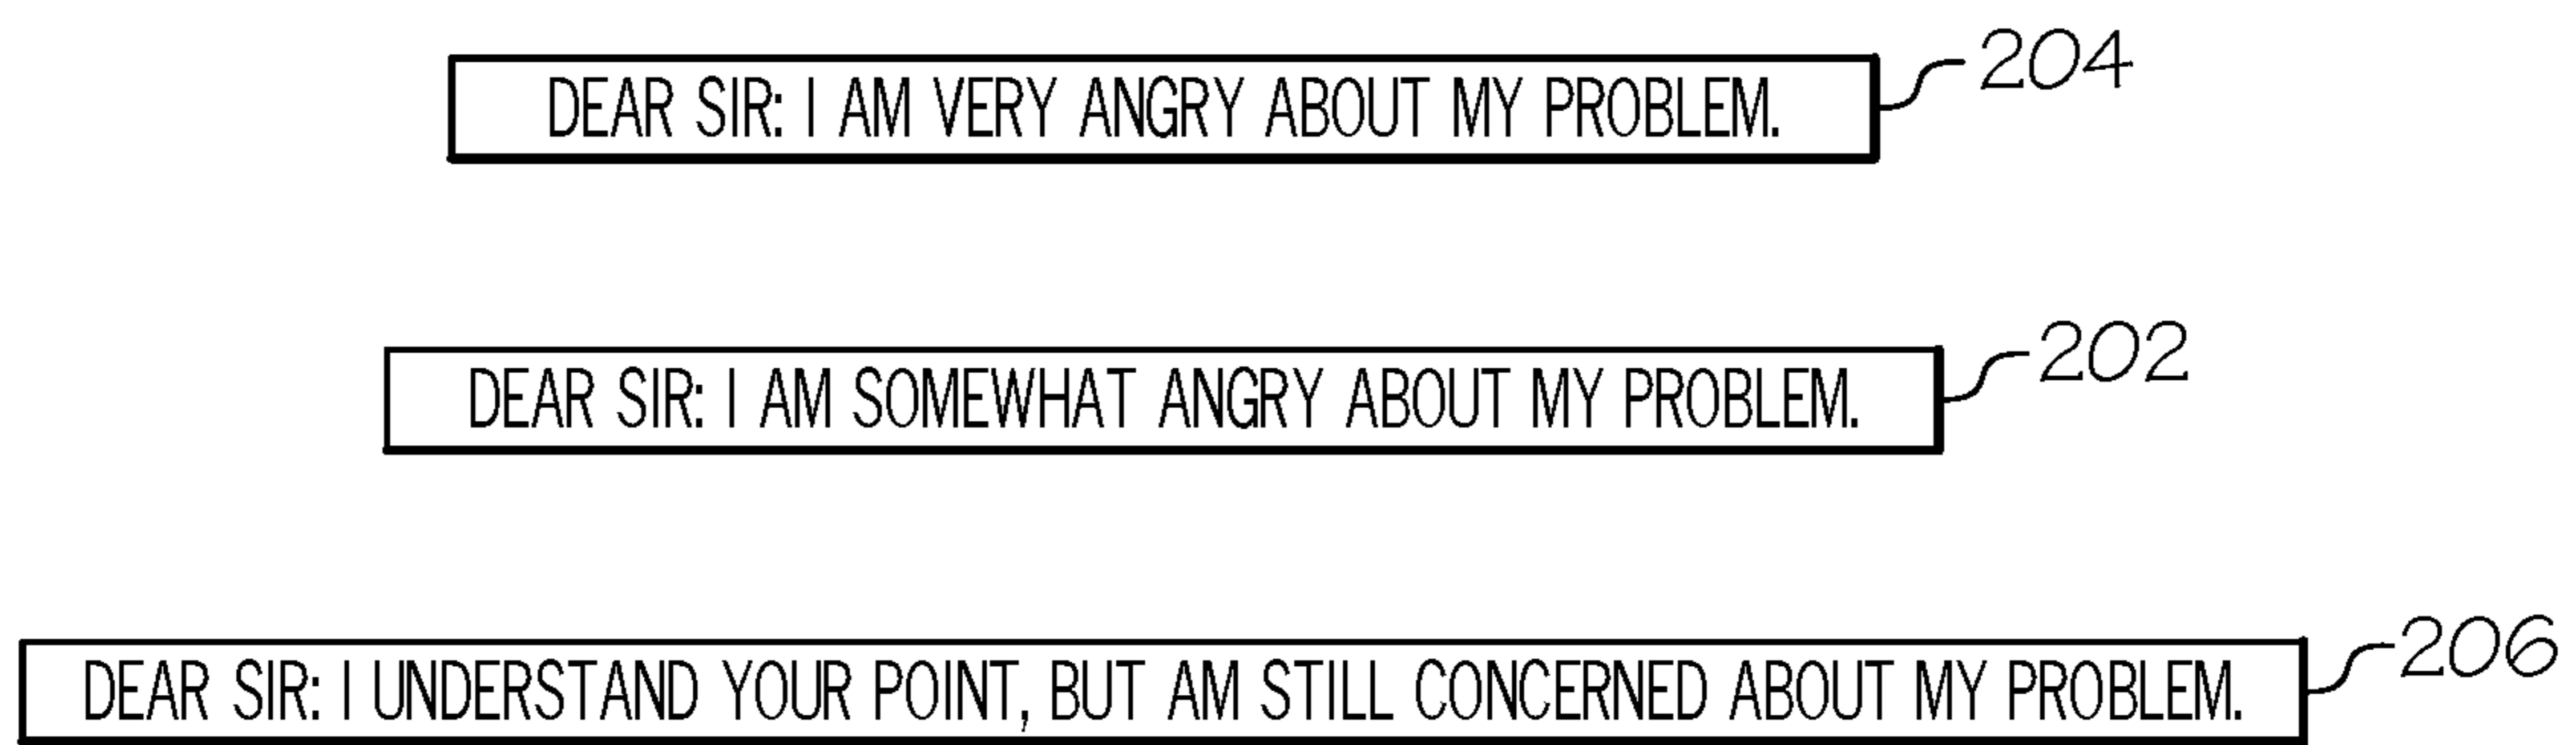 DEAR SIR: I AM VERY ANGRY ABOUT MY PROBLEM. 204
DEAR SIR: I AM SOMEWHAT ANGRY ABOUT MY PROBLEM. 202
DEAR SIR: I UNDERSTAND YOUR POINT, BUT AM STILL CONCERNED ABOUT MY PROBLEM. 206